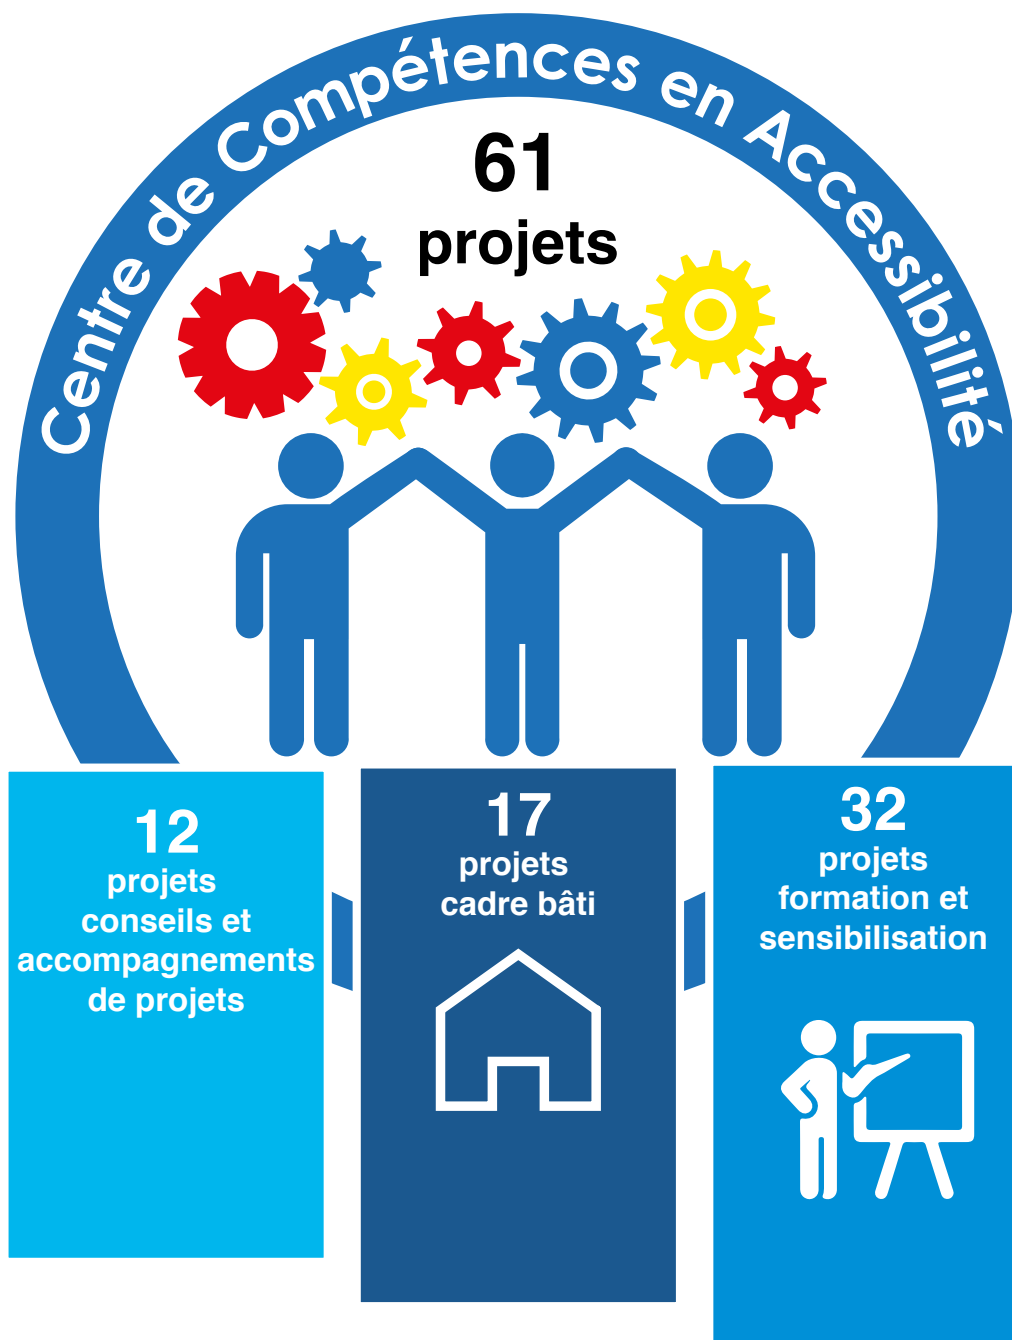 Centre de Compétences en Accessibilité
61
projets
12
projets
conseils et
accompagnements
de projets
17
projets
cadre bâti
32
projets
formation et
sensibilisation